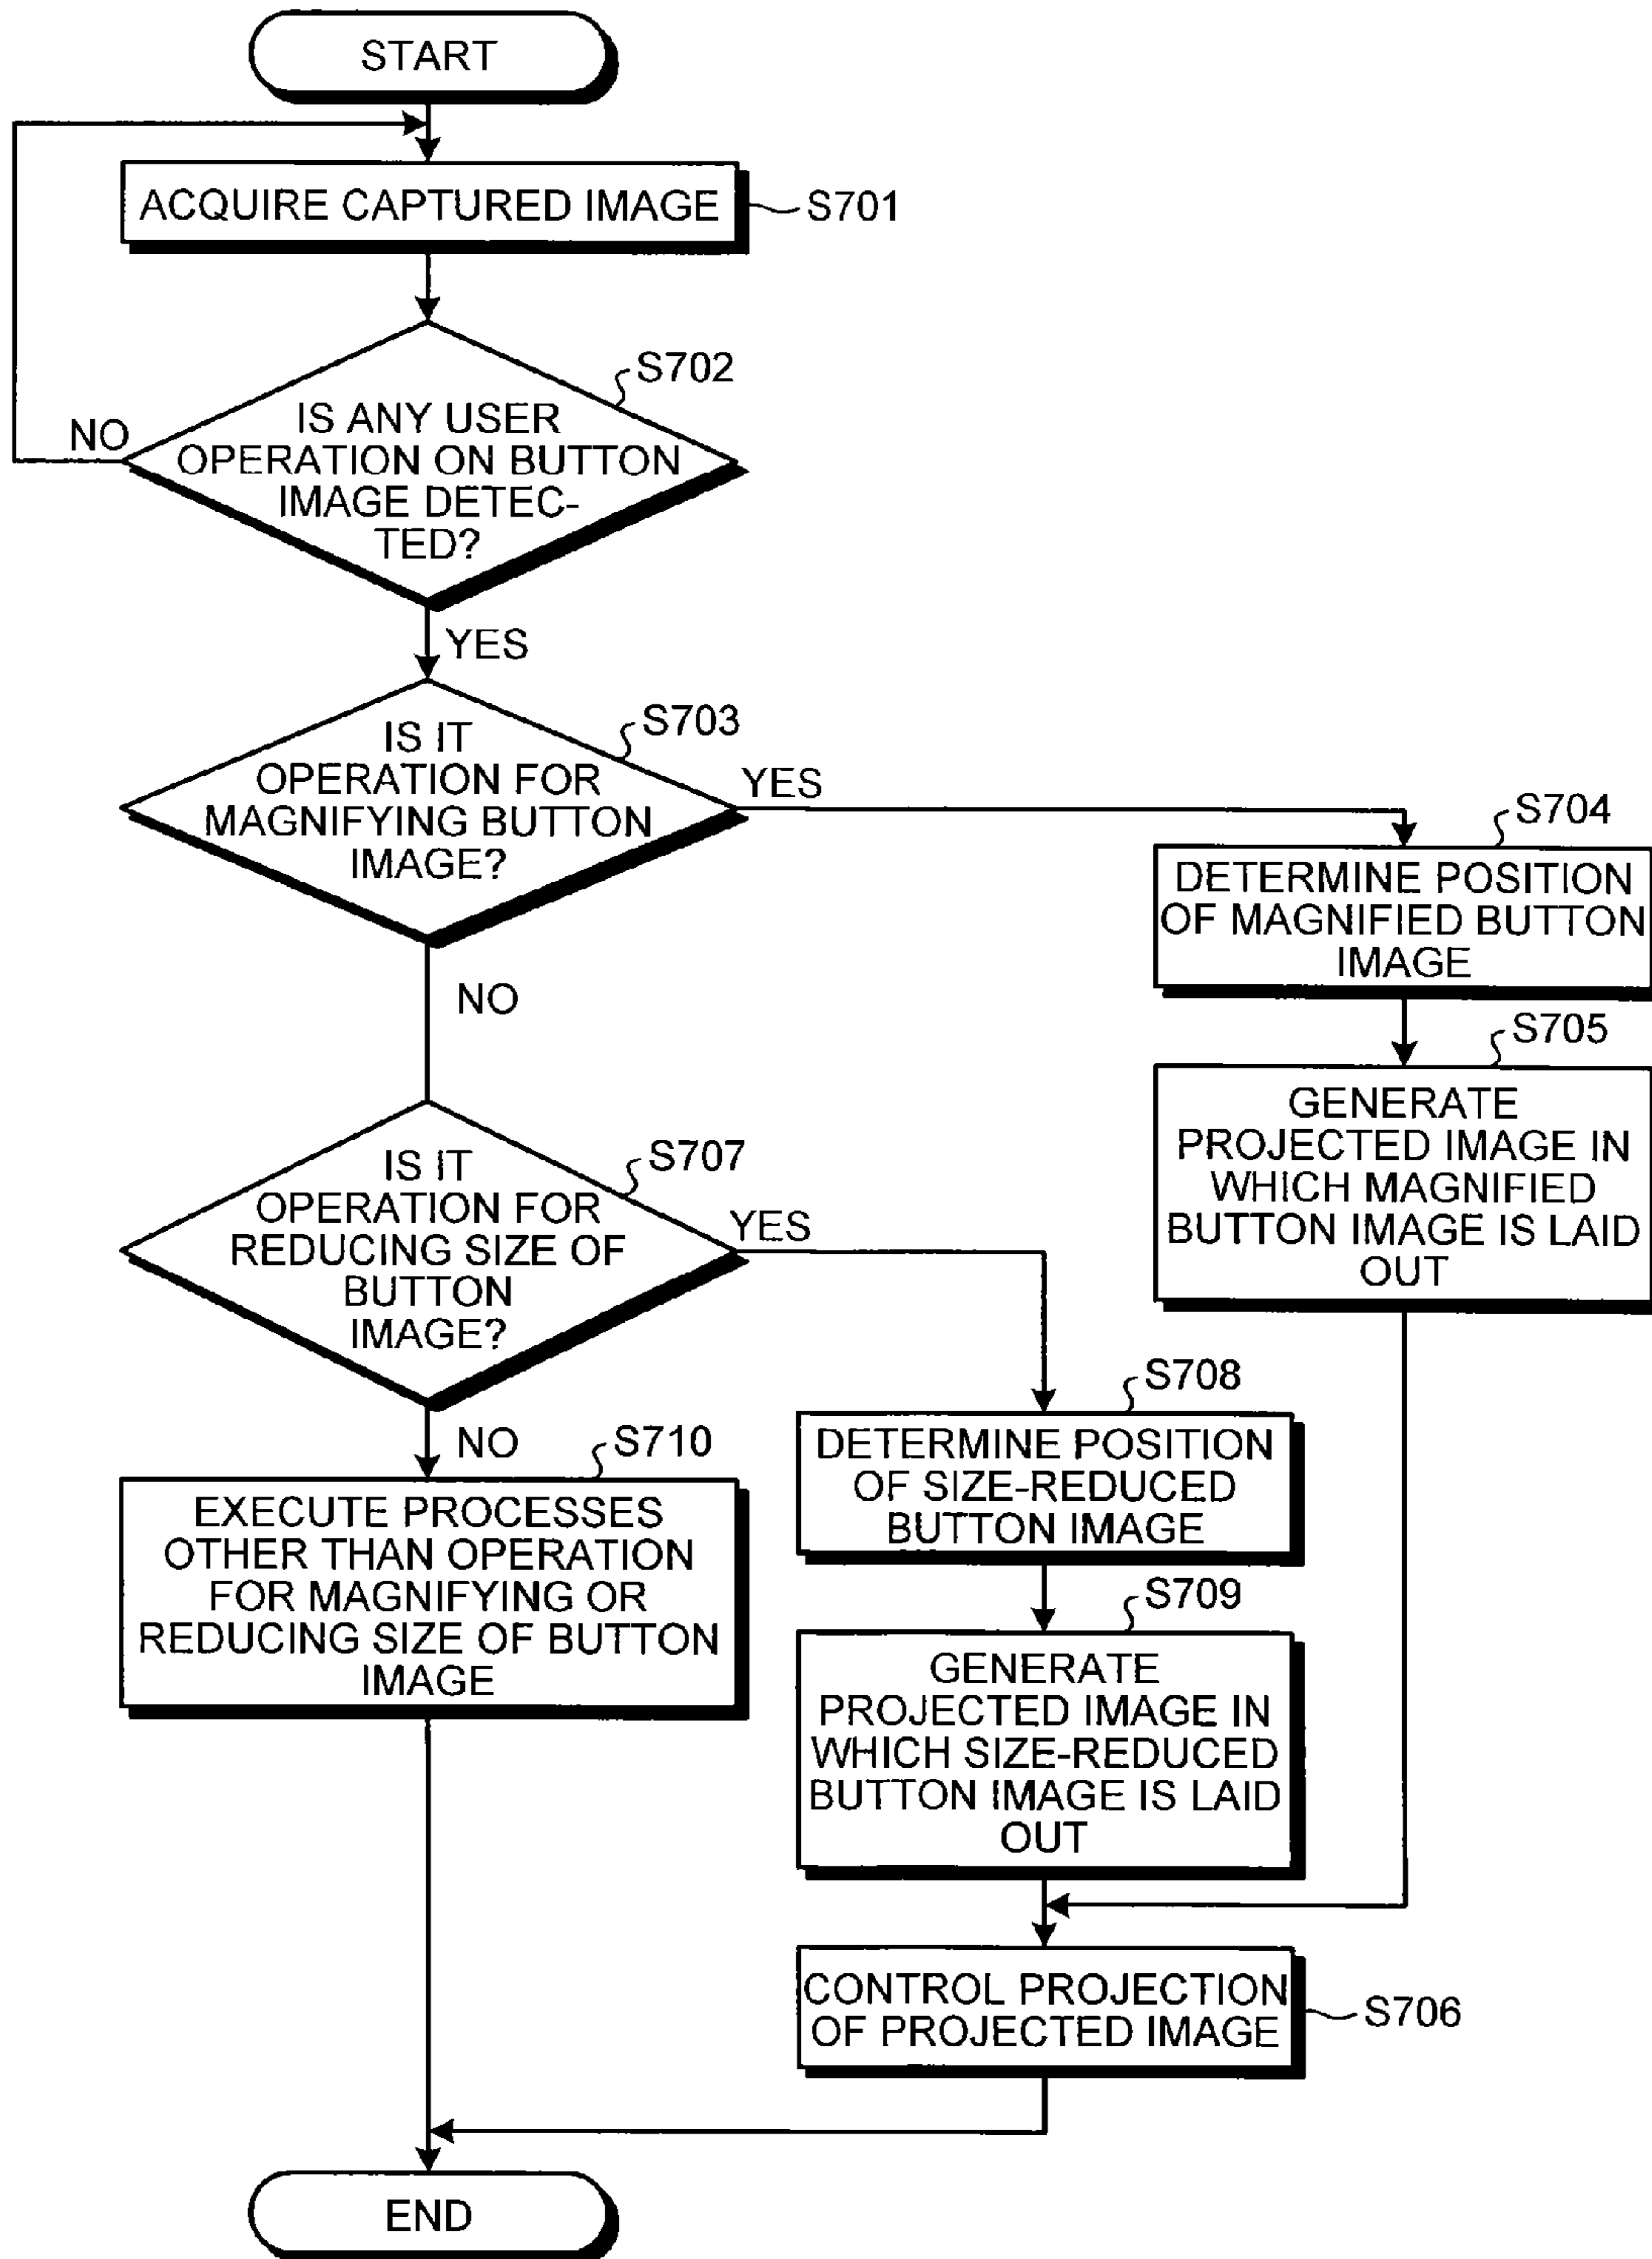 START
ACQUIRE CAPTURED IMAGE
S701
S702
IS ANY USER
OPERATION ON BUTTON
IMAGE DETEC-
TED?
NO
YES
S703
IS IT
OPERATION FOR
MAGNIFYING BUTTON
IMAGE?
YES
NO
S704
DETERMINE POSITION
OF MAGNIFIED BUTTON
IMAGE
S705
GENERATE
PROJECTED IMAGE IN
WHICH MAGNIFIED
BUTTON IMAGE IS LAID
OUT
S707
IS IT
OPERATION FOR
REDUCING SIZE OF
BUTTON
IMAGE?
YES
NO
S708
DETERMINE POSITION
OF SIZE-REDUCED
BUTTON IMAGE
S710
EXECUTE PROCESSES
OTHER THAN OPERATION
FOR MAGNIFYING OR
REDUCING SIZE OF BUTTON
IMAGE
S709
GENERATE
PROJECTED IMAGE IN
WHICH SIZE-REDUCED
BUTTON IMAGE IS LAID
OUT
CONTROL PROJECTION
OF PROJECTED IMAGE
S706
END